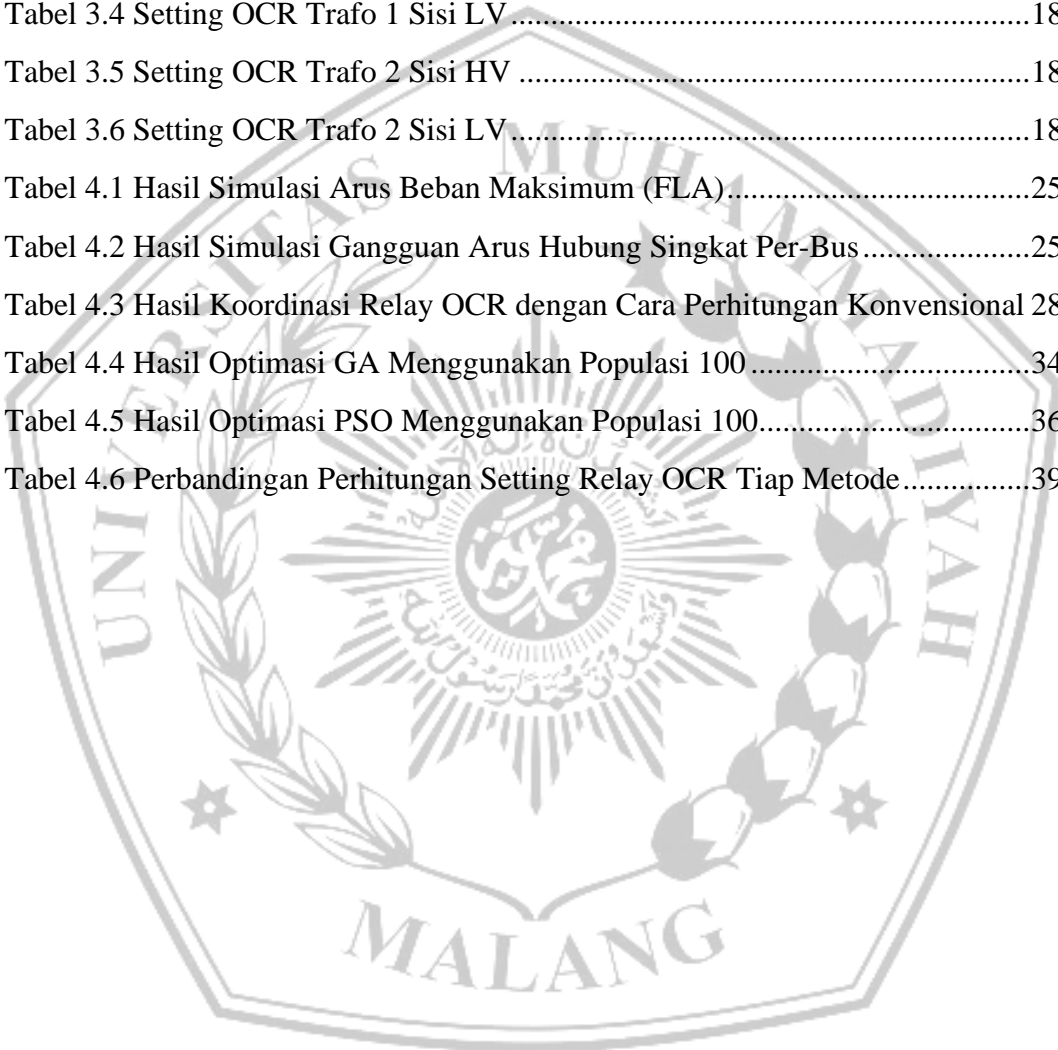 Tabel 3.4 Setting OCR Trafo 1 Sisi LV..........18
Tabel 3.5 Setting OCR Trafo 2 Sisi HV..........18
Tabel 3.6 Setting OCR Trafo 2 Sisi LV..........18
Tabel 4.1 Hasil Simulasi Arus Beban Maksimum (FLA)..........25
Tabel 4.2 Hasil Simulasi Gangguan Arus Hubung Singkat Per-Bus..........25
Tabel 4.3 Hasil Koordinasi Relay OCR dengan Cara Perhitungan Konvensional 28
Tabel 4.4 Hasil Optimasi GA Menggunakan Populasi 100..........34
Tabel 4.5 Hasil Optimasi PSO Menggunakan Populasi 100..........36
Tabel 4.6 Perbandingan Perhitungan Setting Relay OCR Tiap Metode..........39
UNIVERSITAS MUHAMMADIYAH
MALANG